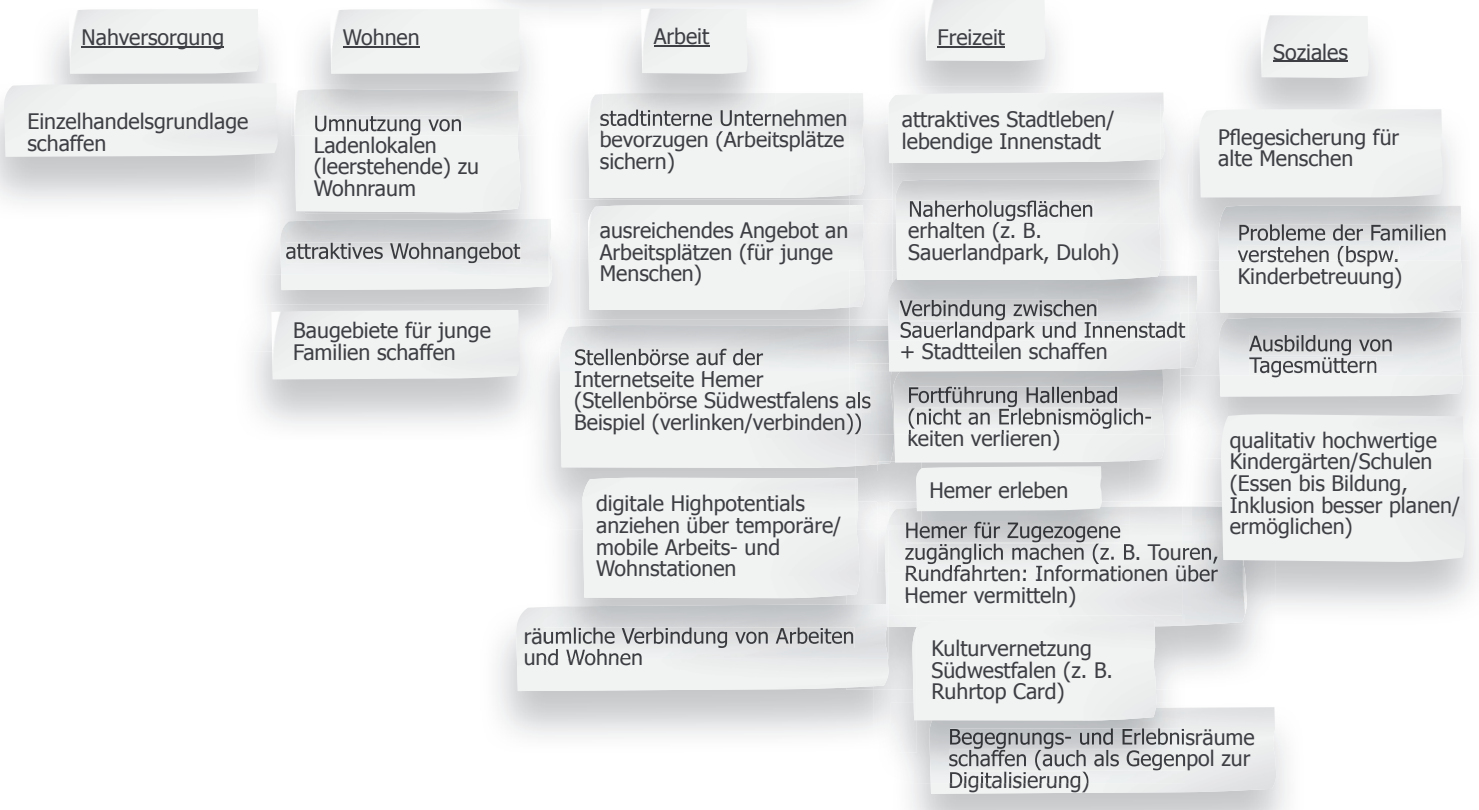 Nahversorgung
Einzelhandelsgrundlage
schaffen
Wohnen
Umnutzung von
Ladenlokalen
(leerstehende) zu
Wohnraum
attraktives Wohnangebot
Baugebiete für junge
Familien schaffen
Arbeit
stadtinterne Unternehmen
bevorzugen (Arbeitsplätze
sichern)
ausreichendes Angebot an
Arbeitsplätzen (für junge
Menschen)
Stellenbörse auf der
Internetseite Hemer
(Stellenbörse Südwestfalens als
Beispiel (verlinken/verbinden))
digitale Highpotentials
anziehen über temporäre/
mobile Arbeits- und
Wohnstationen
räumliche Verbindung von Arbeiten
und Wohnen
Freizeit
attraktives Stadtleben/
lebendige Innenstadt
Naherholugsflächen
erhalten (z. B.
Sauerlandpark, Duloh)
Verbindung zwischen
Sauerlandpark und Innenstadt
+ Stadtteilen schaffen
Fortführung Hallenbad
(nicht an Erlebnismöglich-
keiten verlieren)
Hemer erleben
Hemer für Zugezogene
zugänglich machen (z. B. Touren,
Rundfahrten: Informationen über
Hemer vermitteln)
Kulturvernetzung
Südwestfalen (z. B.
Ruhrtop Card)
Begegnungs- und Erlebnisräume
schaffen (auch als Gegenpol zur
Digitalisierung)
Soziales
Pflegesicherung für
alte Menschen
Probleme der Familien
verstehen (bspw.
Kinderbetreuung)
Ausbildung von
Tagesmüttern
qualitativ hochwertige
Kindergärten/Schulen
(Essen bis Bildung,
Inklusion besser planen/
ermöglichen)